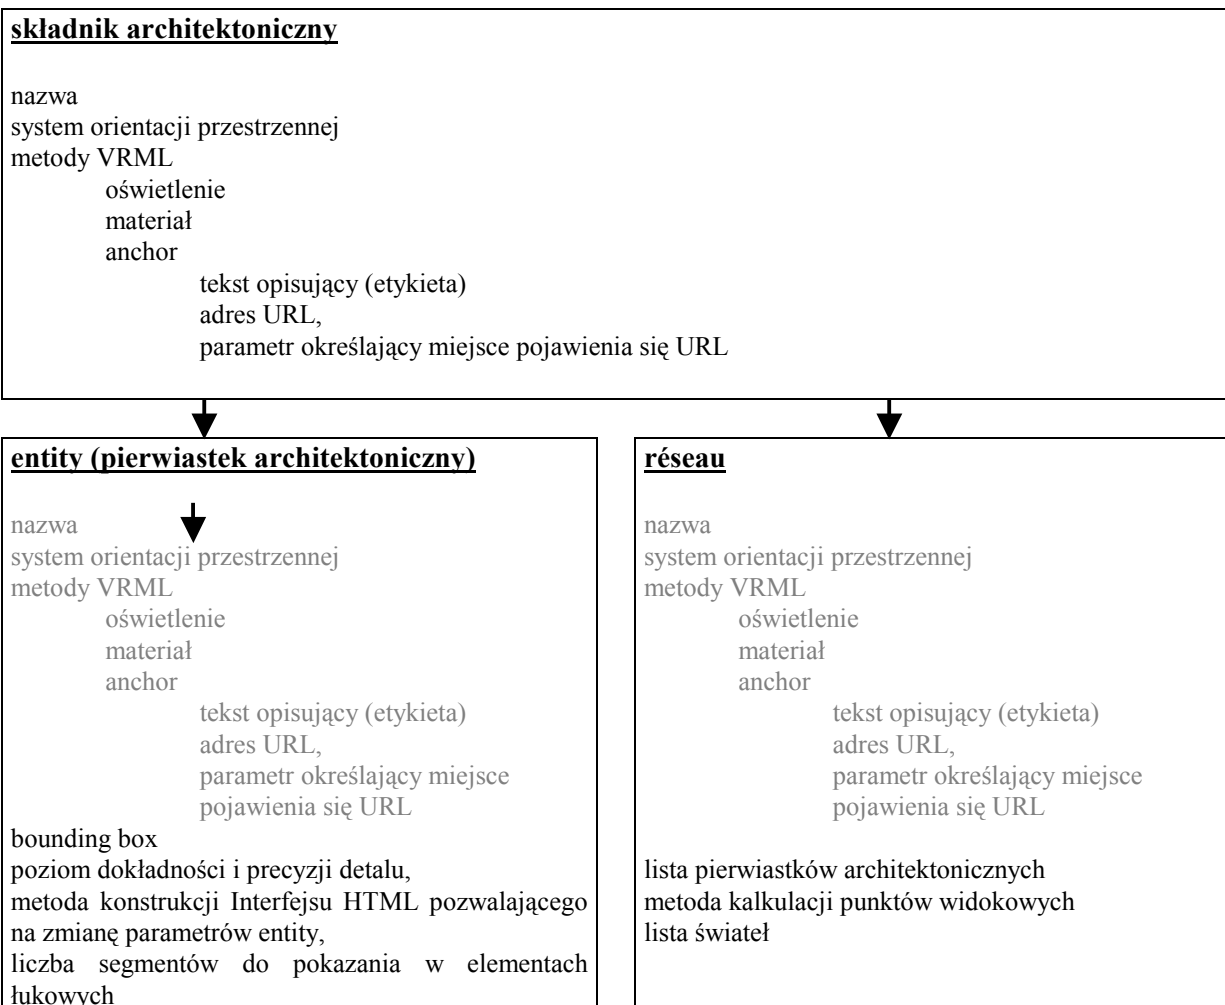 składnik architektoniczny
nazwa
system orientacji przestrzennej
metody VRML
oświetlenie
materiał
anchor
tekst opisujący (etykieta)
adres URL,
parametr określający miejsce pojawienia się URL
entity (pierwiastek architektoniczny)
nazwa
system orientacji przestrzennej
metody VRML
oświetlenie
materiał
anchor
tekst opisujący (etykieta)
adres URL,
parametr określający miejsce
pojawienia się URL
bounding box
poziom dokładności i precyzji detalu,
metoda konstrukcji Interfejsu HTML pozwalającego
na zmianę parametrów entity,
liczba segmentów do pokazania w elementach
łukowych
réseau
nazwa
system orientacji przestrzennej
metody VRML
oświetlenie
materiał
anchor
tekst opisujący (etykieta)
adres URL,
parametr określający miejsce
pojawienia się URL
lista pierwiastków architektonicznych
metoda kalkulacji punktów widokowych
lista świateł